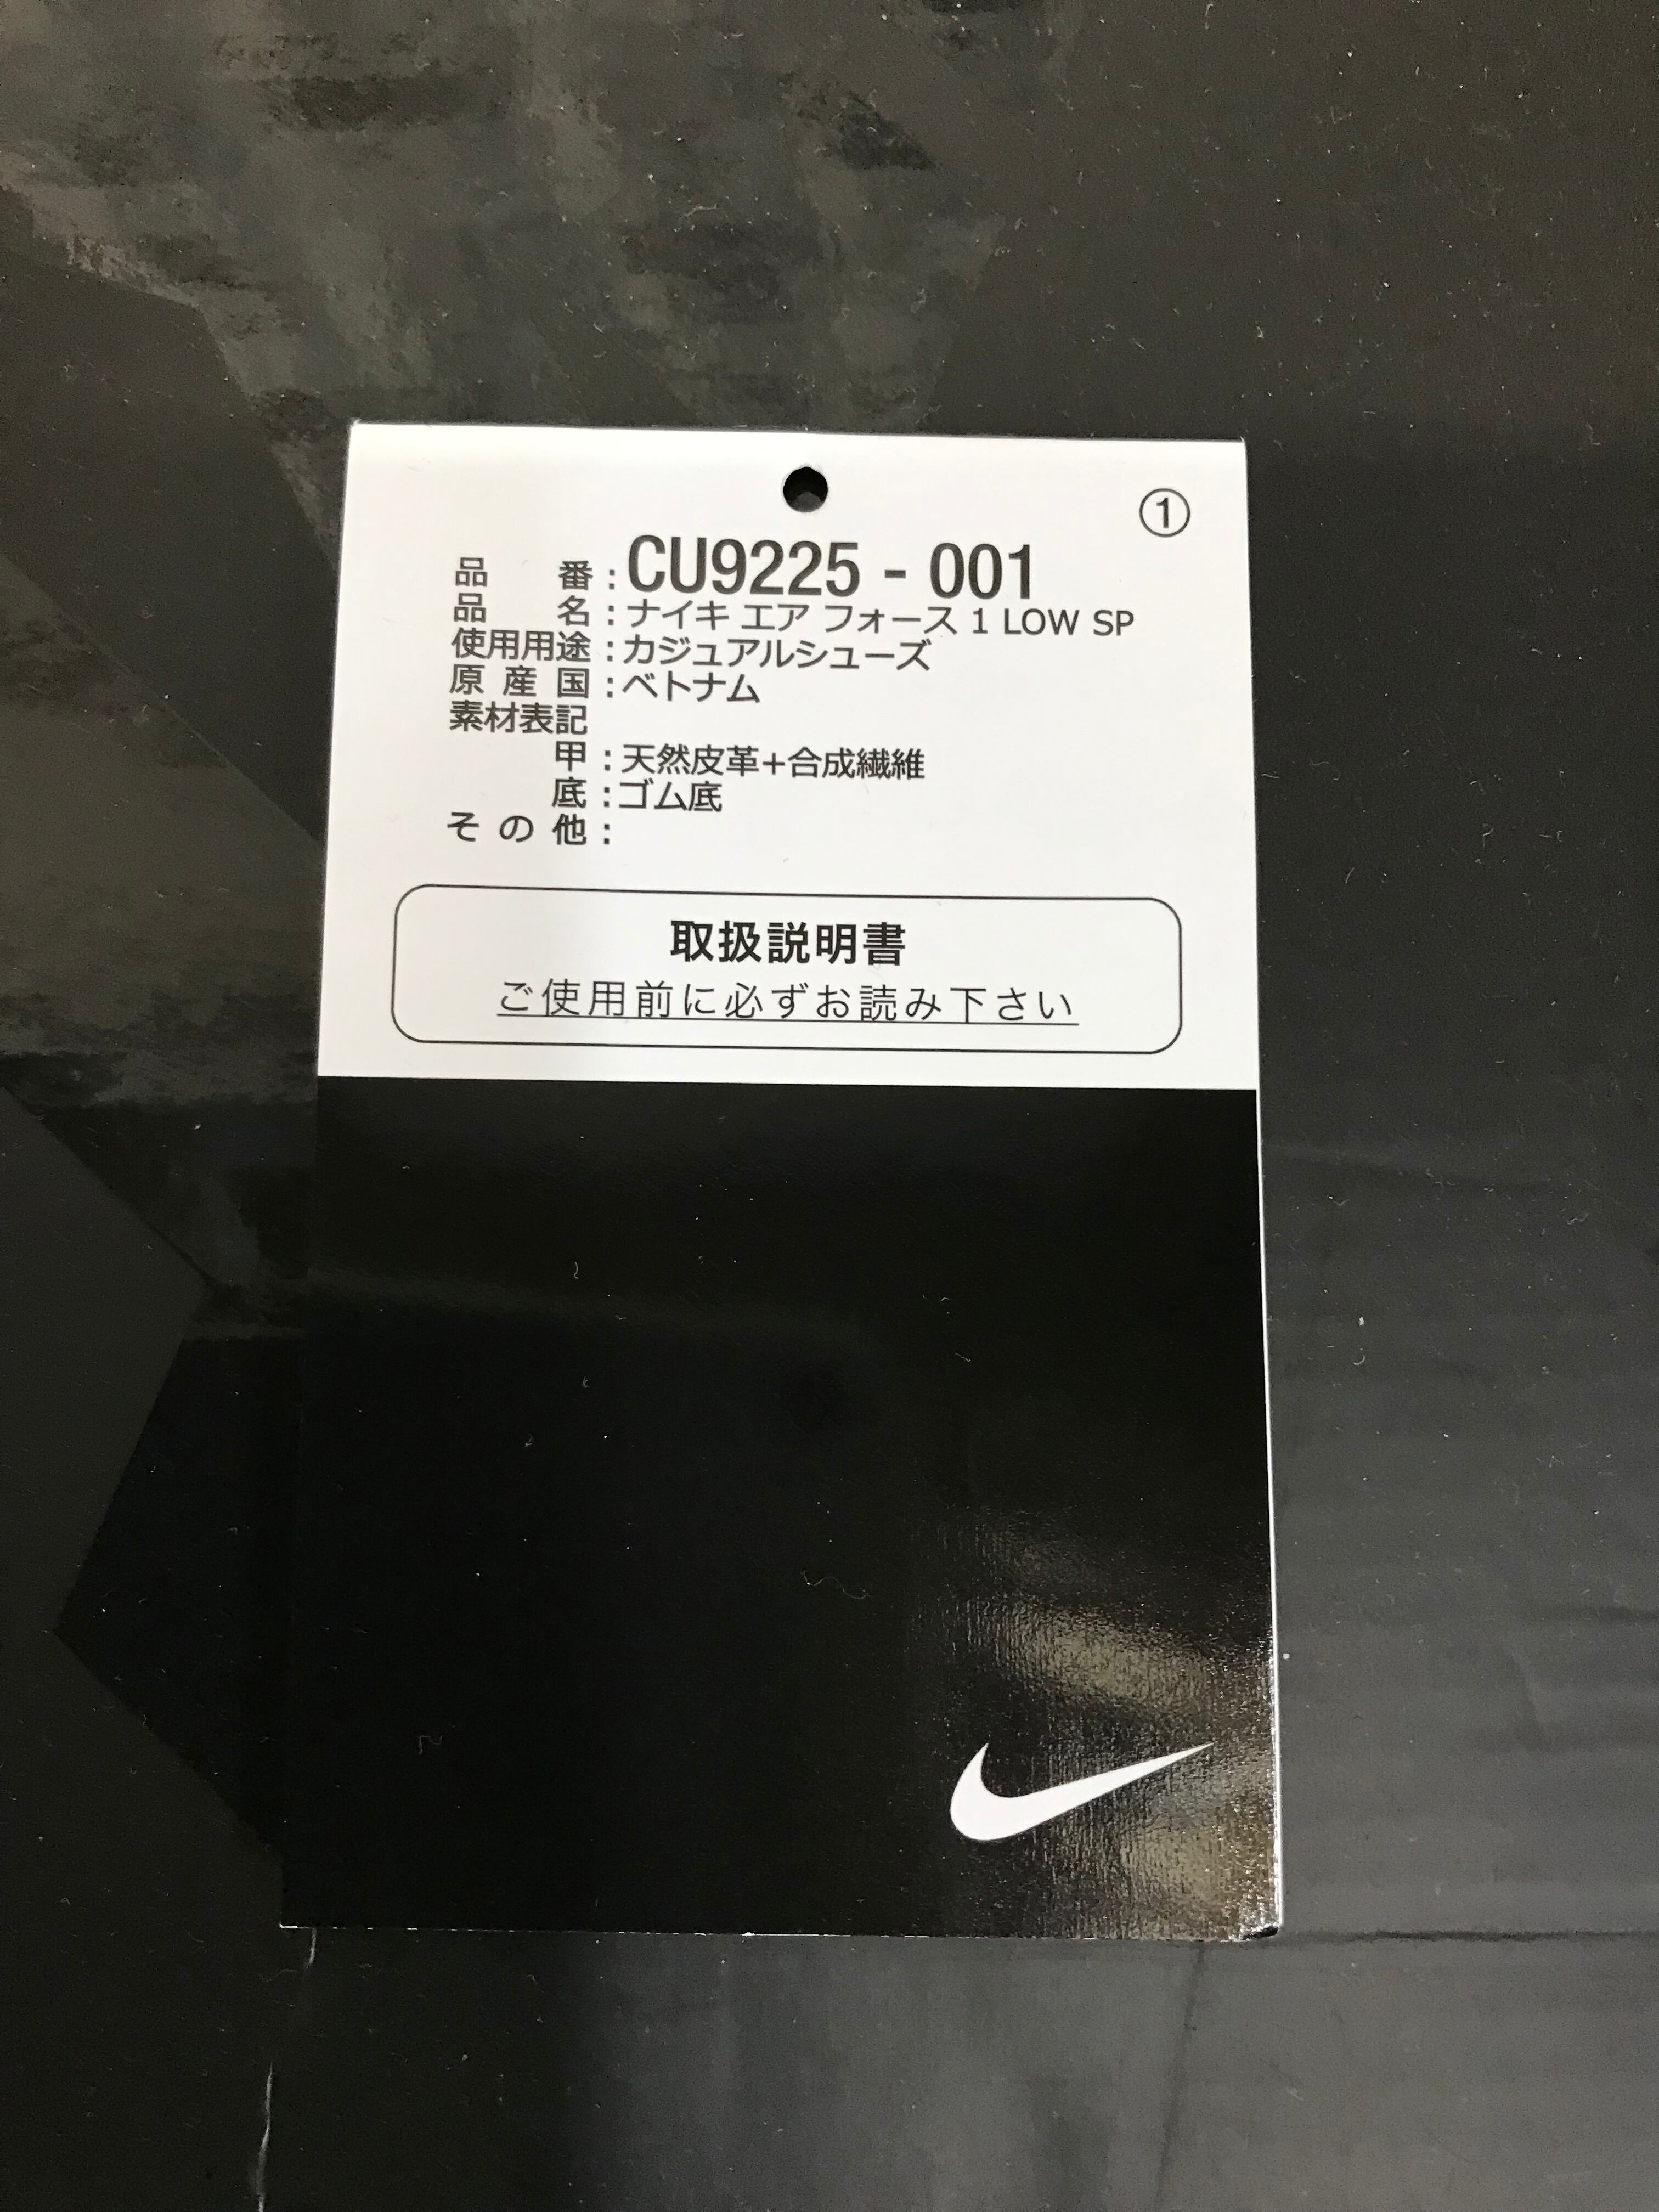 ①
品番:CU9225-001
品名:ナイキ エア フォース 1 LOW SP
使用用途:カジュアルシューズ
原産国:ベトナム
素材表記
甲:天然皮革+合成繊維
底:ゴム底
その他:
取扱説明書
ご使用前に必ずお読み下さい